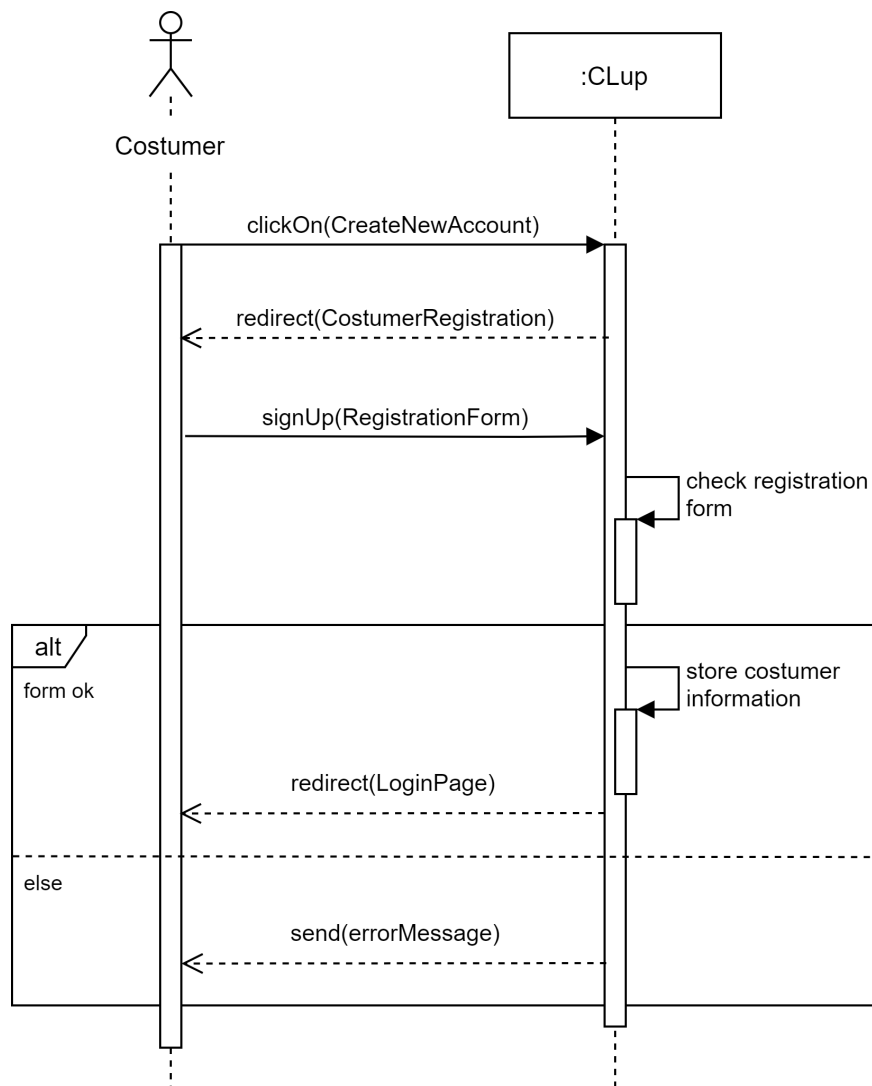 :CLup
Costumer
clickOn(CreateNewAccount)
redirect(CostumerRegistration)
signUp(RegistrationForm)
check registration
form
alt
form ok
store costumer
information
redirect(LoginPage)
else
send(errorMessage)